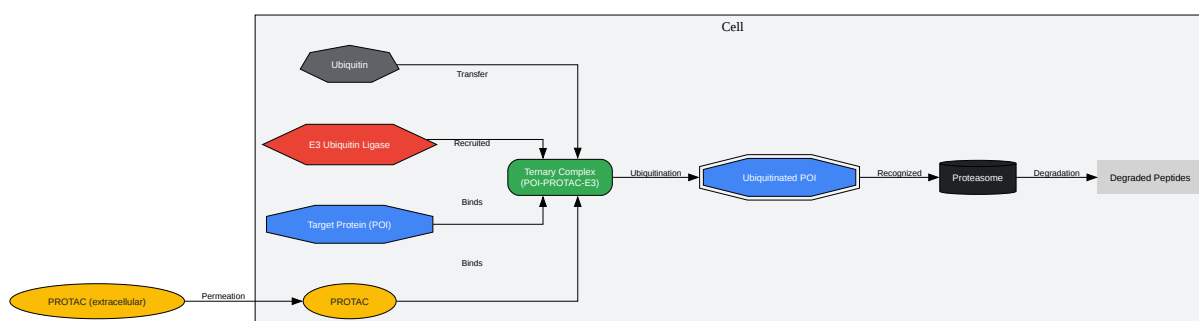 Cell
Ubiquitin
Transfer
E3 Ubiquitin Ligase
Recruited
Ternary Complex
(POI-PROTAC-E3)
Ubiquitination
Ubiquitinated POI
Recognized
Proteasome
Degradation
Degraded Peptides
Binds
Target Protein (POI)
Binds
PROTAC (extracellular)
Permeation
PROTAC